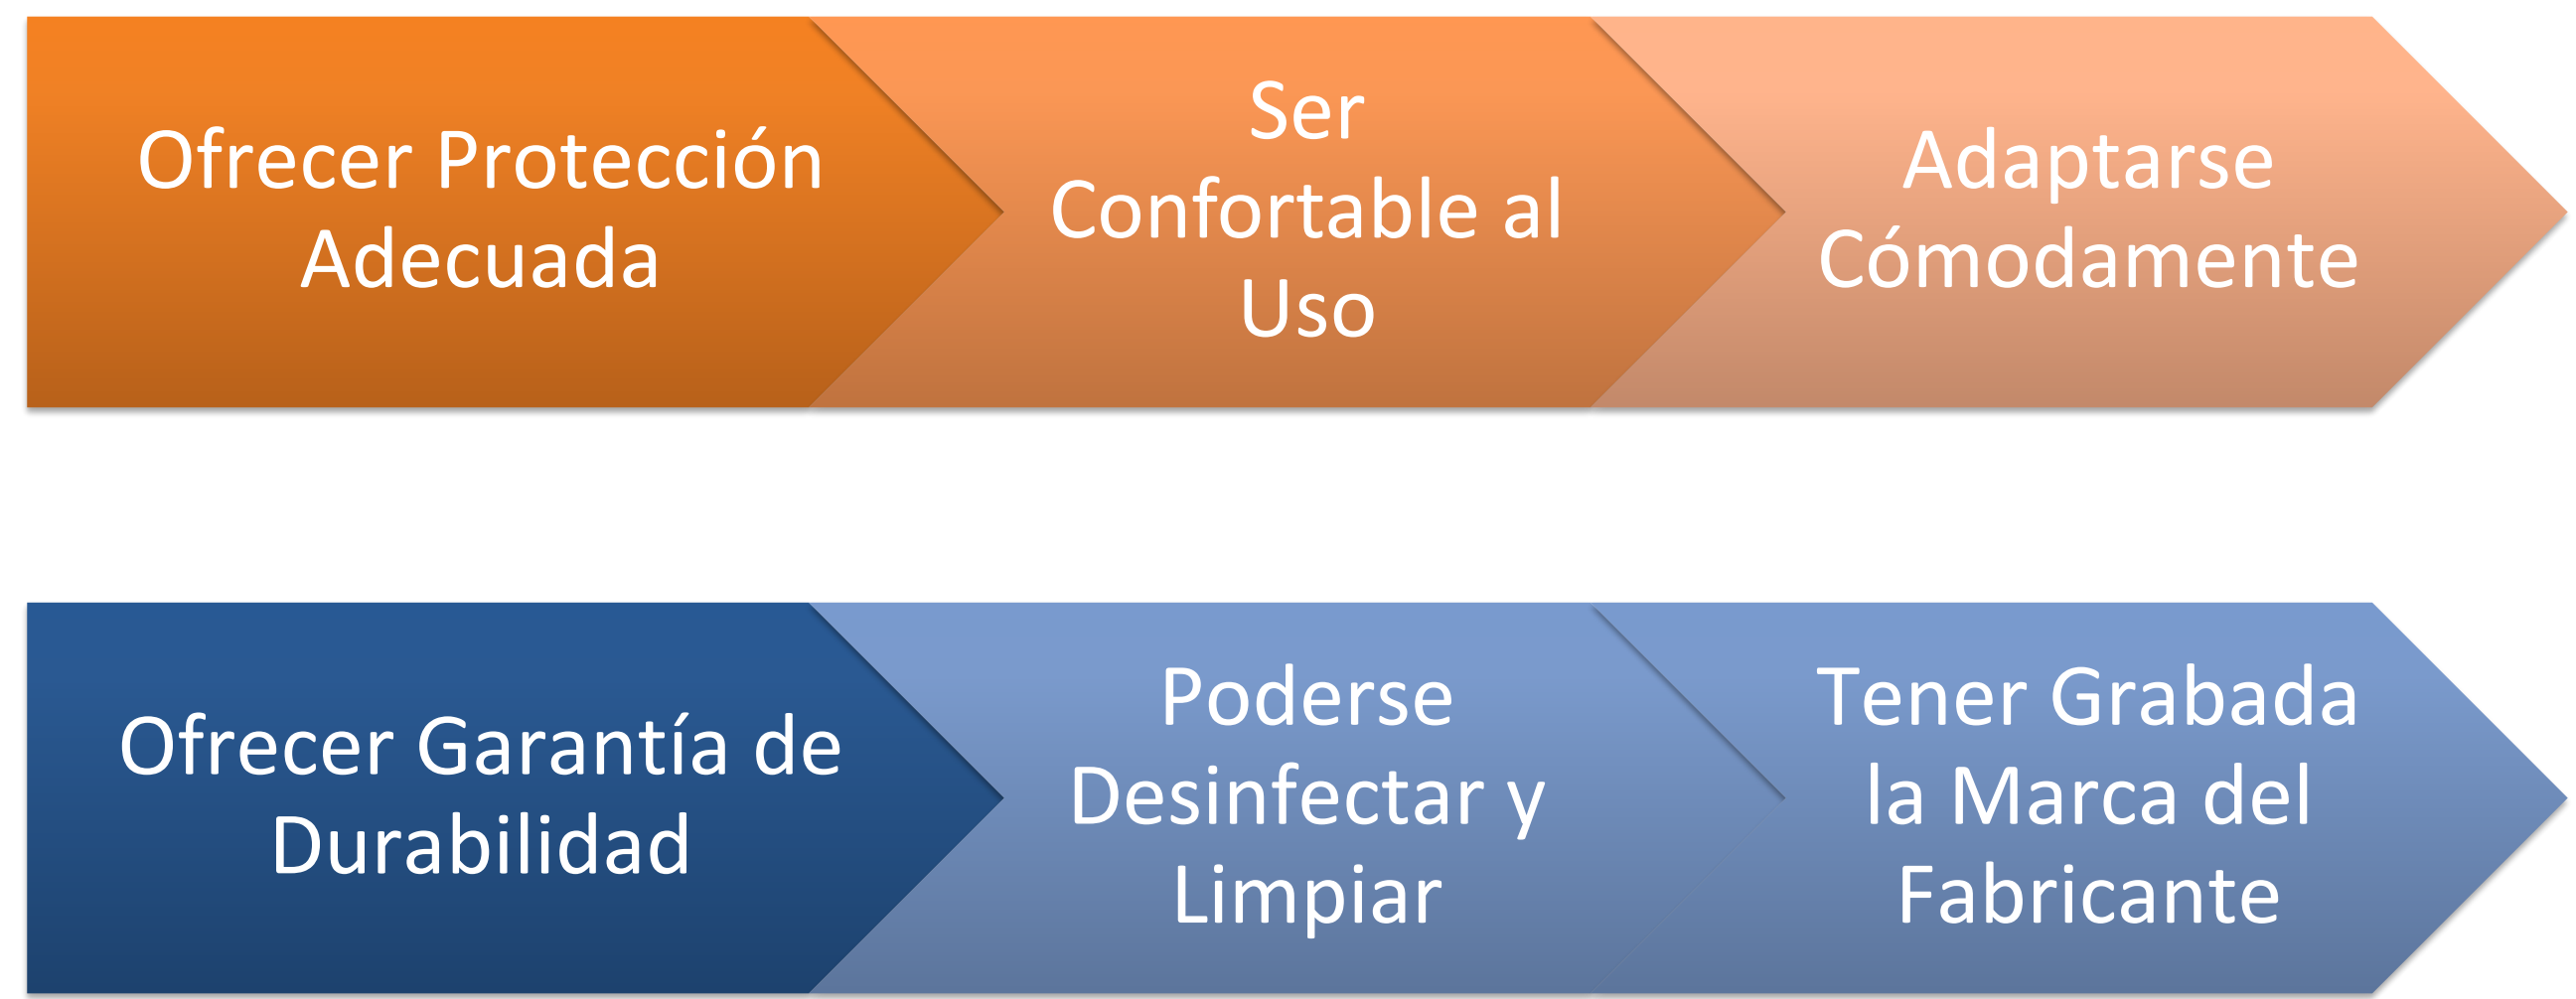 Ofrecer Protección
Adecuada
Ser
Confortable al
Uso
Adaptarse
Cómodamente
Ofrecer Garantía de
Durabilidad
Poderse
Desinfectar y
Limpiar
Tener Grabada
la Marca del
Fabricante